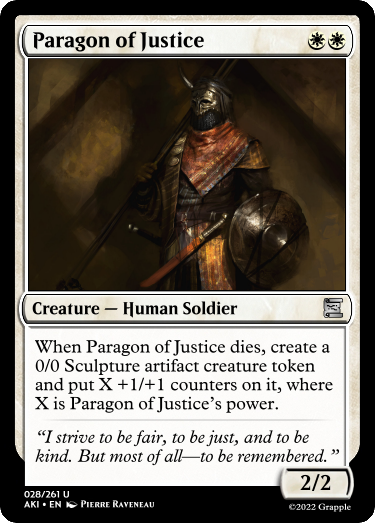 Paragon of Justice
Creature — Human Soldier
When Paragon of Justice dies, create a
0/0 Sculpture artifact creature token
and put X +1/+1 counters on it, where
X is Paragon of Justice's power.
“I strive to be fair, to be just, and to be
kind. But most of all—to be remembered.”
2/2
028/261 U
AKI • EN Pierre Raveneau
©2022 Grapple